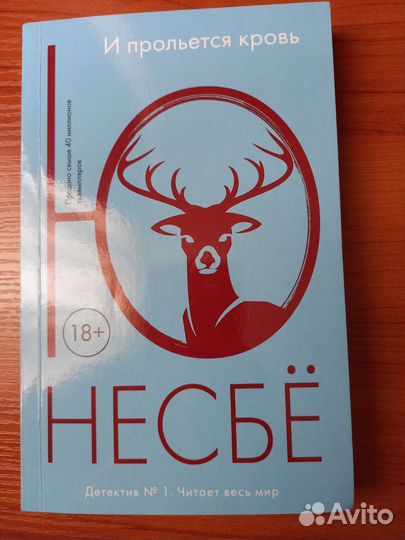 И прольется кровь
Продано свыше 40 миллионов
экземпляров
Ю
18+
НЕСБЁ
Детектив № 1. Читает весь мир
Avito